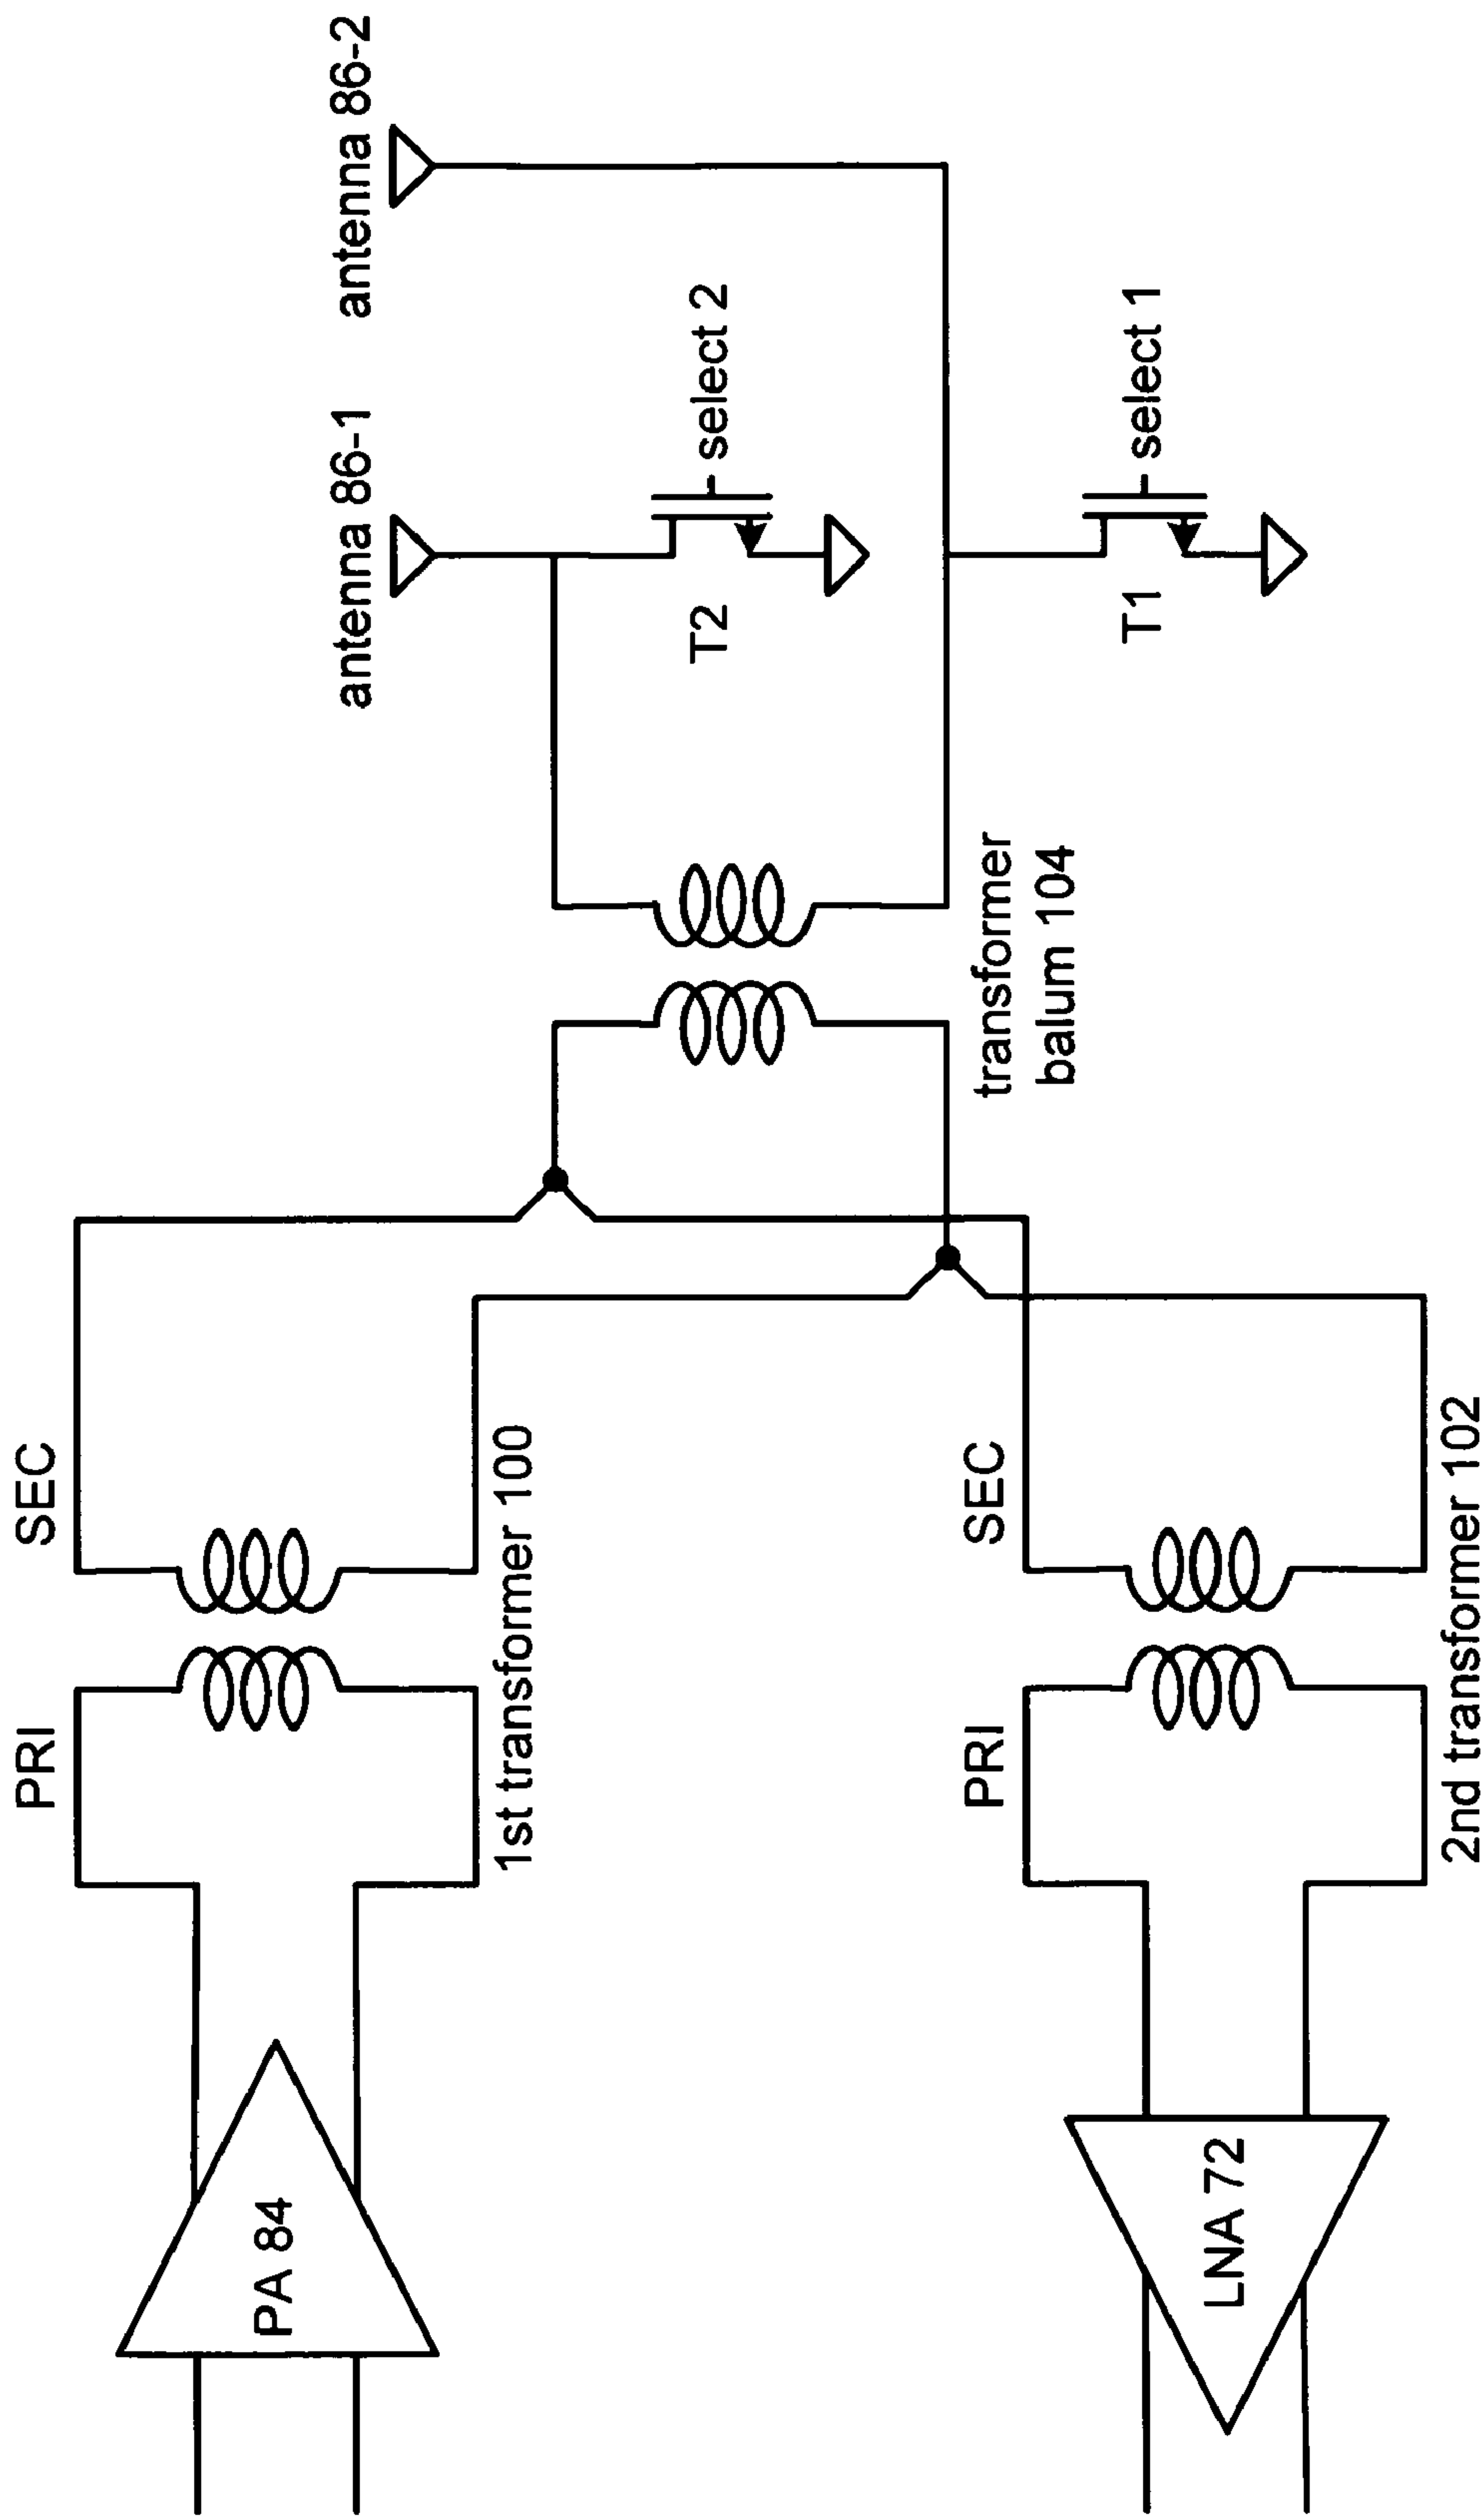 PA 84
PRI
SEC
1st transformer 100
LNA 72
PRI
SEC
2nd transformer 102
transformer
balum 104
antenna 86-1
antenna 86-2
T2
select 2
T1
select 1